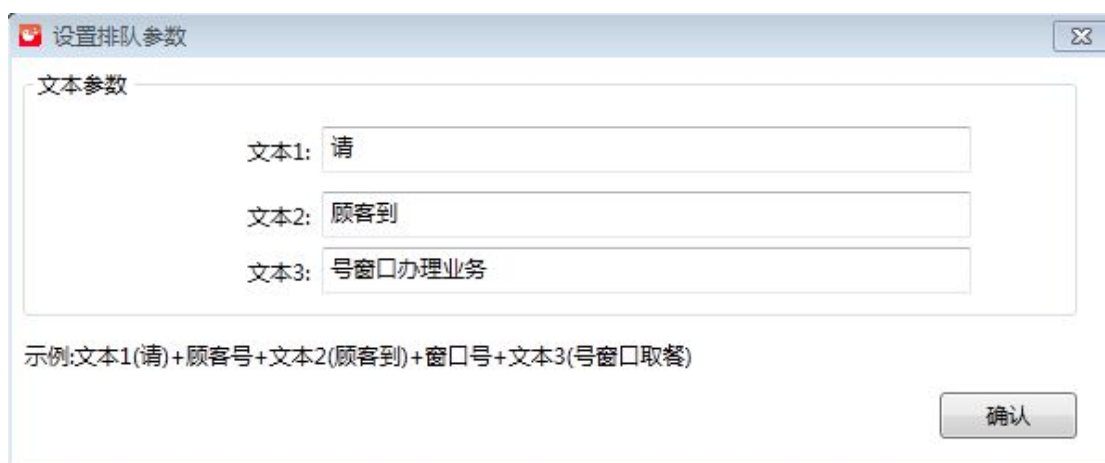 设置排队参数
文本参数
文本1: 请
文本2: 顾客到
文本3: 号窗口办理业务
示例:文本1(请)+顾客号+文本2(顾客到)+窗口号+文本3(号窗口取餐)
确认